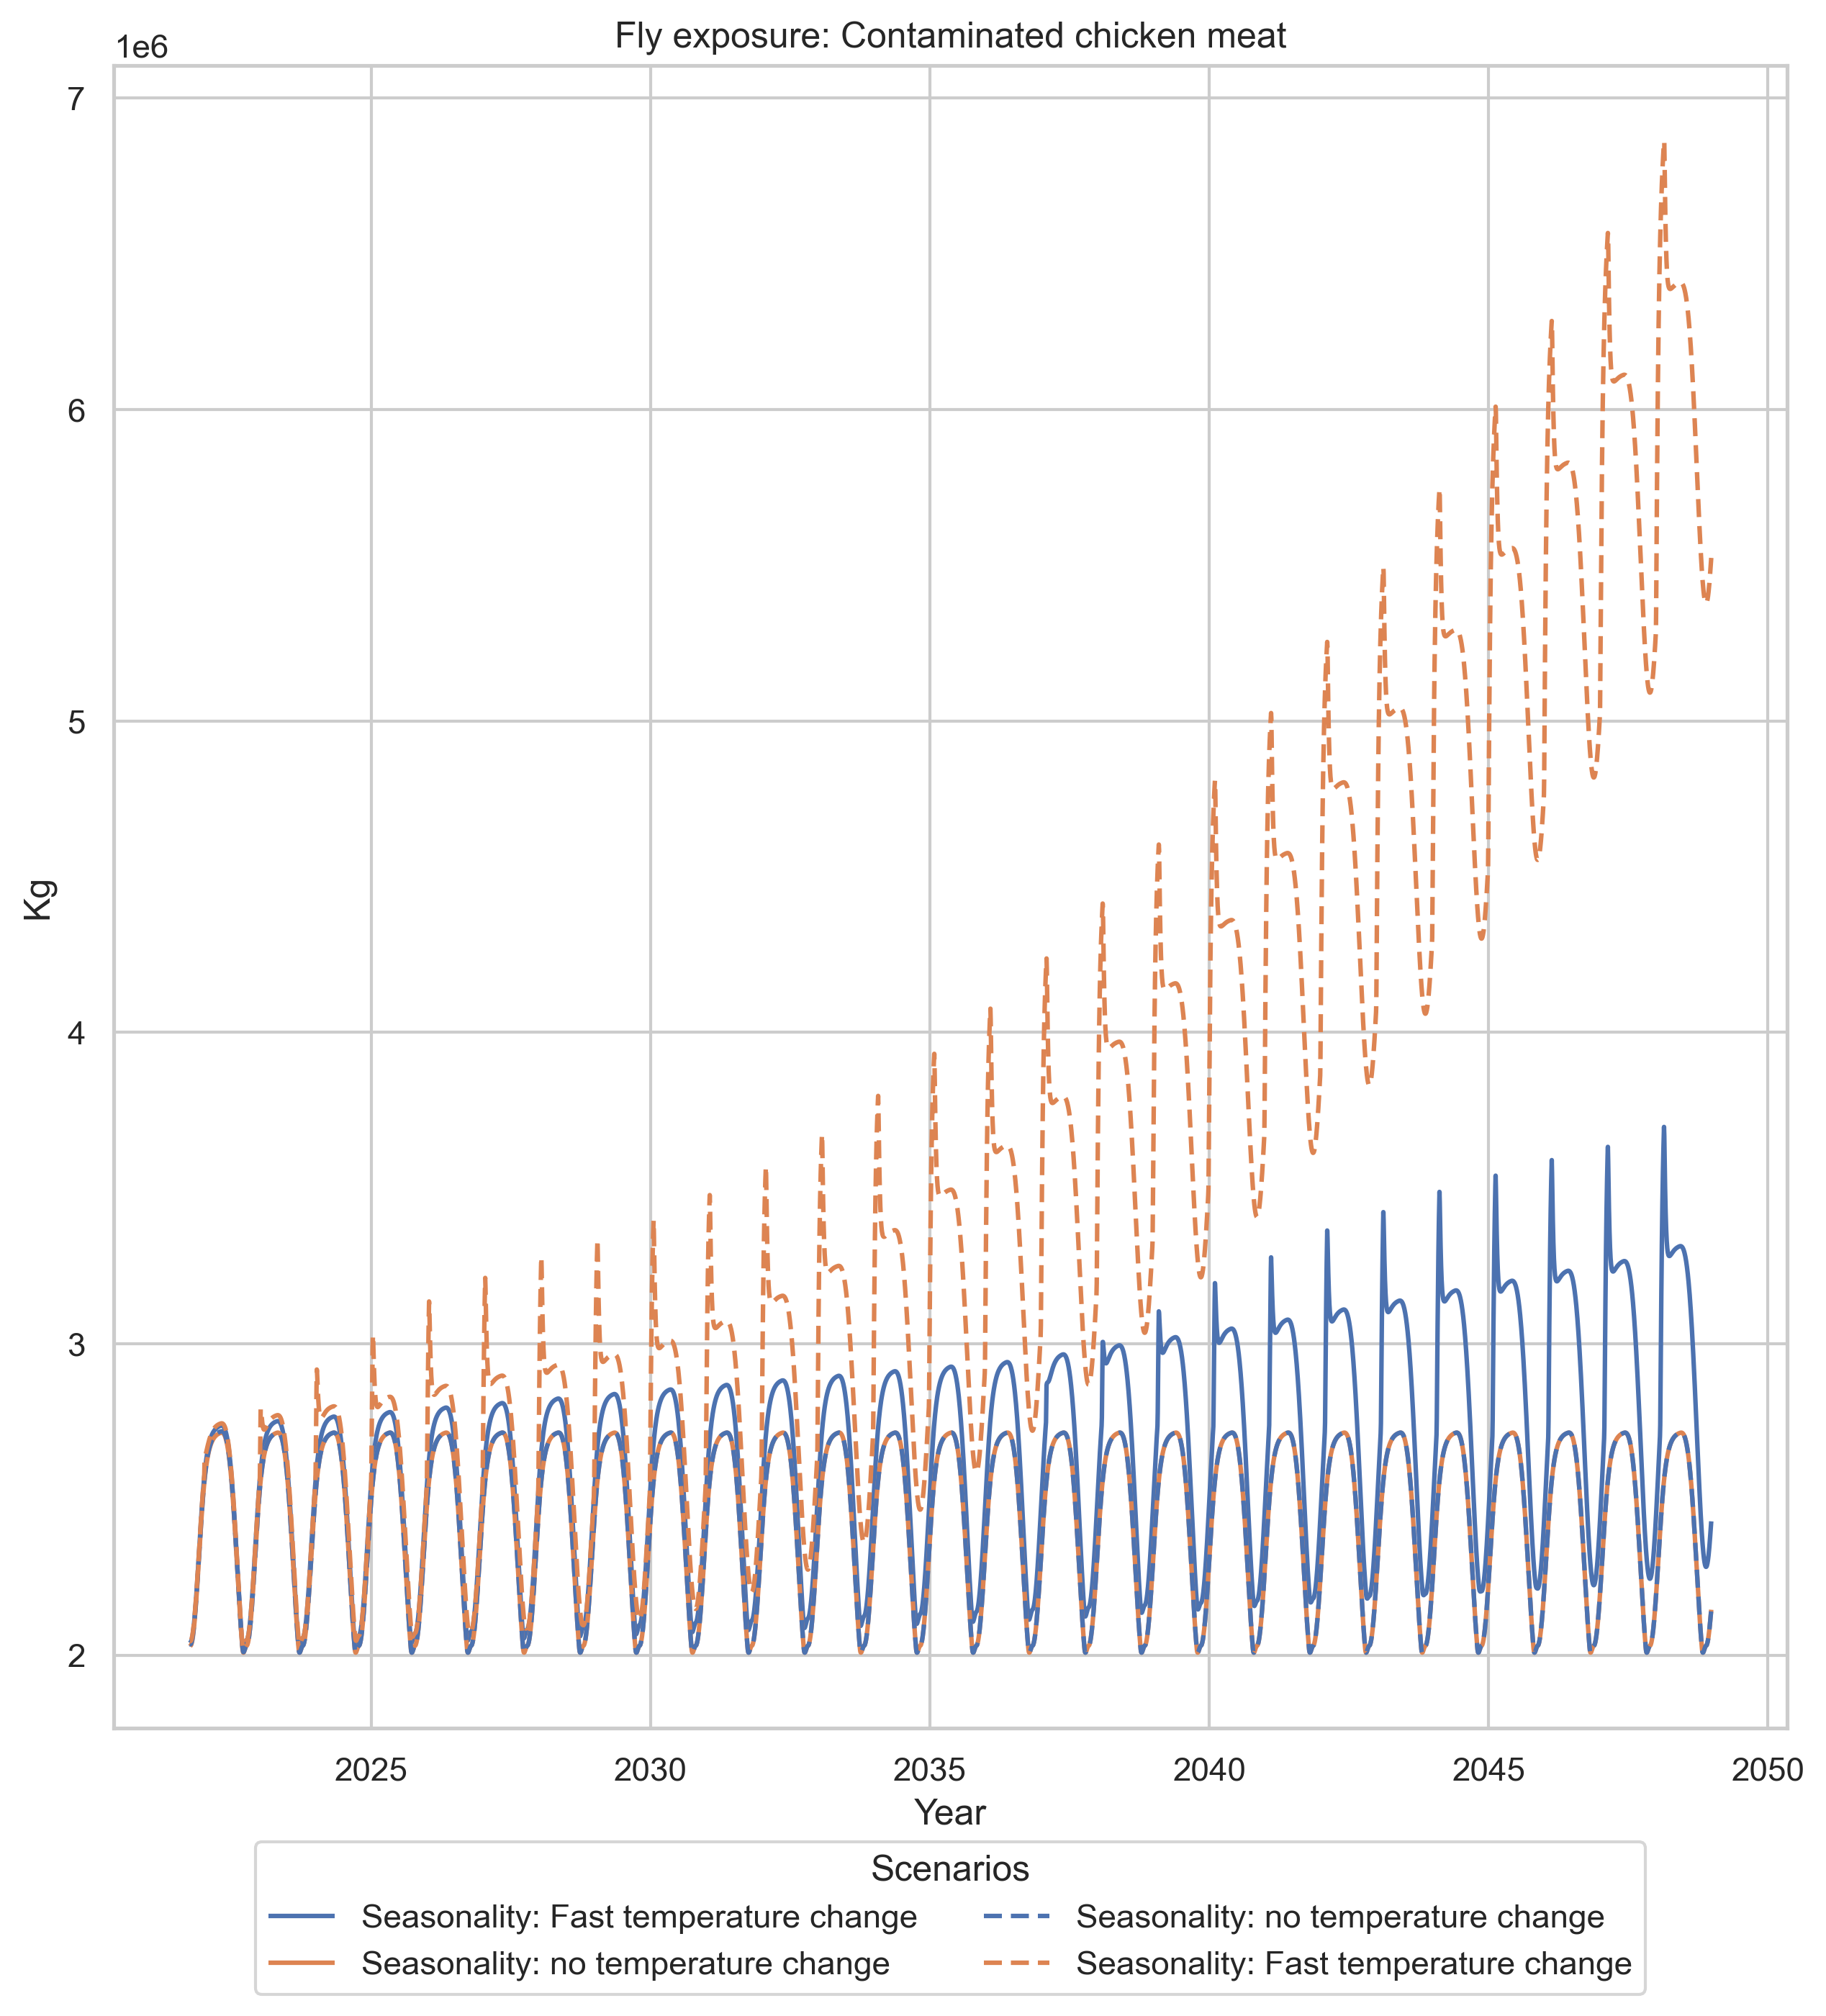 Fly exposure: Contaminated chicken meat
1e6
7
6
5
4
3
2
Kg
2025 2030 2035 2040 2045 2050
Year
Scenarios
Seasonality: Fast temperature change Seasonality: no temperature change
Seasonality: no temperature change Seasonality: Fast temperature change